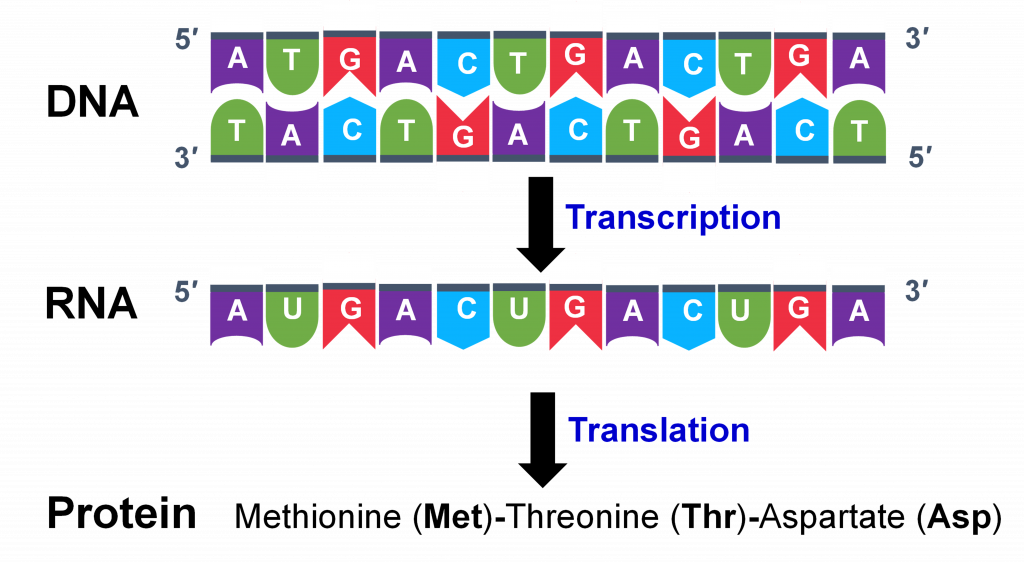 5′ A T G A C T G A C T G A 3′
DNA
3′ T A C T G A C T G A C T 5′
Transcription
RNA 5′ A U G A C U G A C U G A 3′
Translation
Protein Methionine (Met)-Threonine (Thr)-Aspartate (Asp)